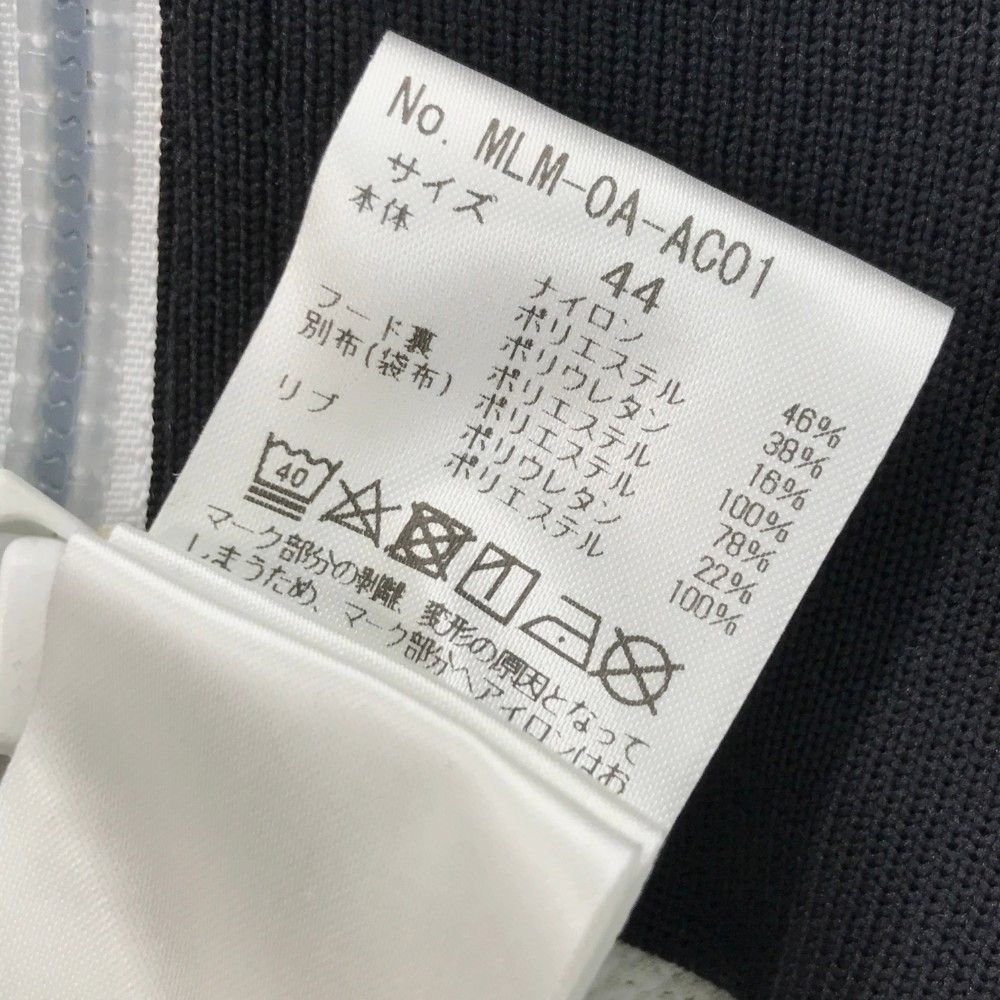 No. MLM-OA-AC01
サイズ 44
本体 ナイロン 46%
ポリエステル 38%
ポリウレタン 16%
フード裏 ポリエステル 100%
別布(袋布) ポリエステル 78%
ポリウレタン 22%
リブ ポリエステル 100%
40
マーク部分の剥離、変形の原因となって
しまうため、マーク部分へアイロンはお